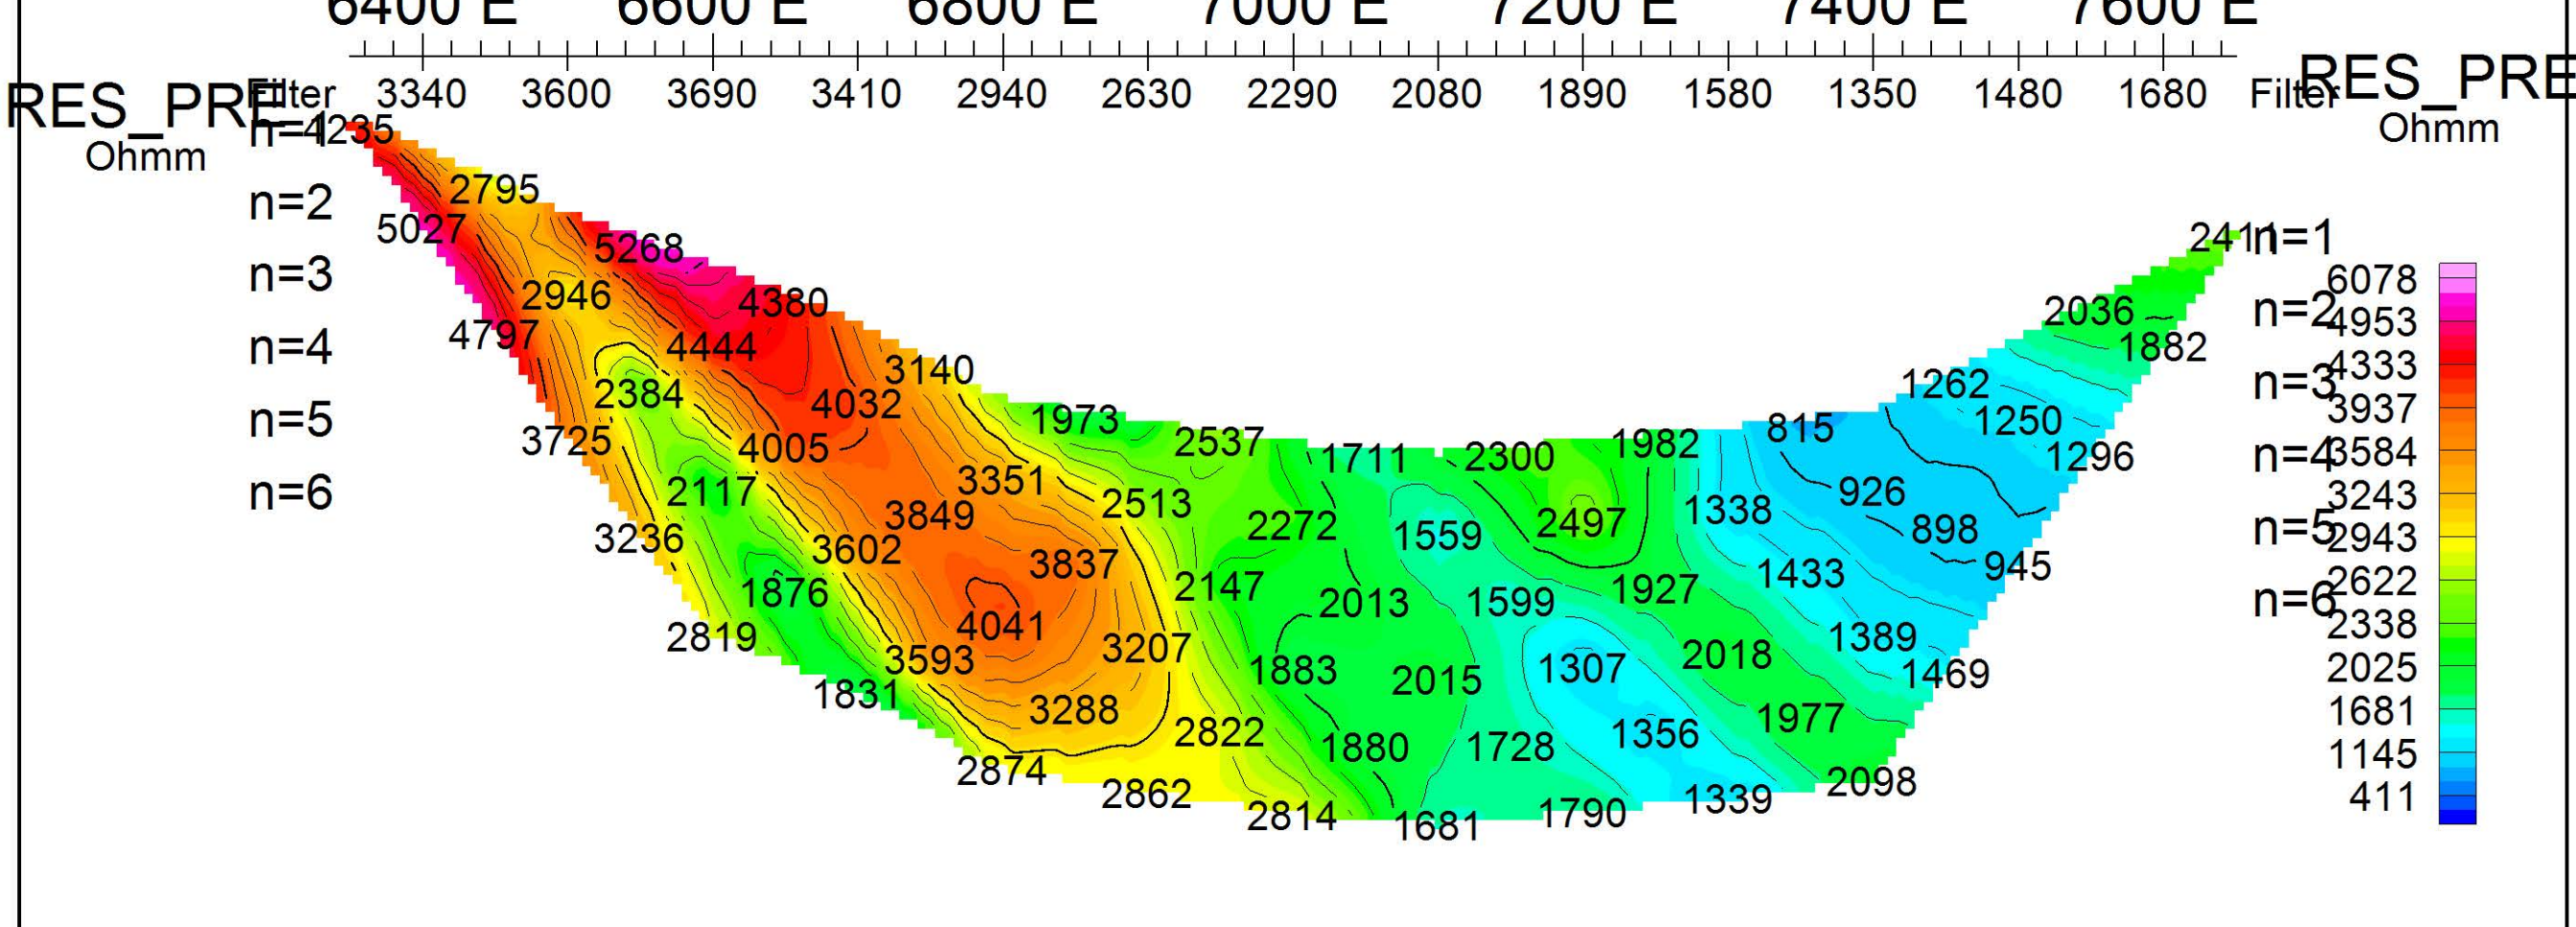 6400 E 6600 E 6800 E 7000 E 7200 E 7400 E 7600 E
RES_PRE Filter 3340 3600 3690 3410 2940 2630 2290 2080 1890 1580 1350 1480 1680 Filter RES_PRE
Ohmm n=1 4235 Ohmm
n=2 2795
5027 5268 2411 n=1
n=3 2946 4380 6078
4797 2036 n=2 4953
n=4 4444 3140 1882
2384 4032 1262 n=3 4333
n=5 1973 815 1250 3937
3725 4005 2537 1711 2300 1982 1296 n=4 3584
n=6 2117 3351 2513 926 3243
3849 2272 1559 2497 1338 898 n=5
3236 3602 3837 945 2943
1876 2147 2013 1599 1927 1433 n=6 2622
2819 4041 3207 1389 2338
3593 1883 2015 1307 2018 1469 2025
1831 3288 1977 1681
2822 1880 1728 1356 1145
2874 2862 2098 411
2814 1681 1790 1339